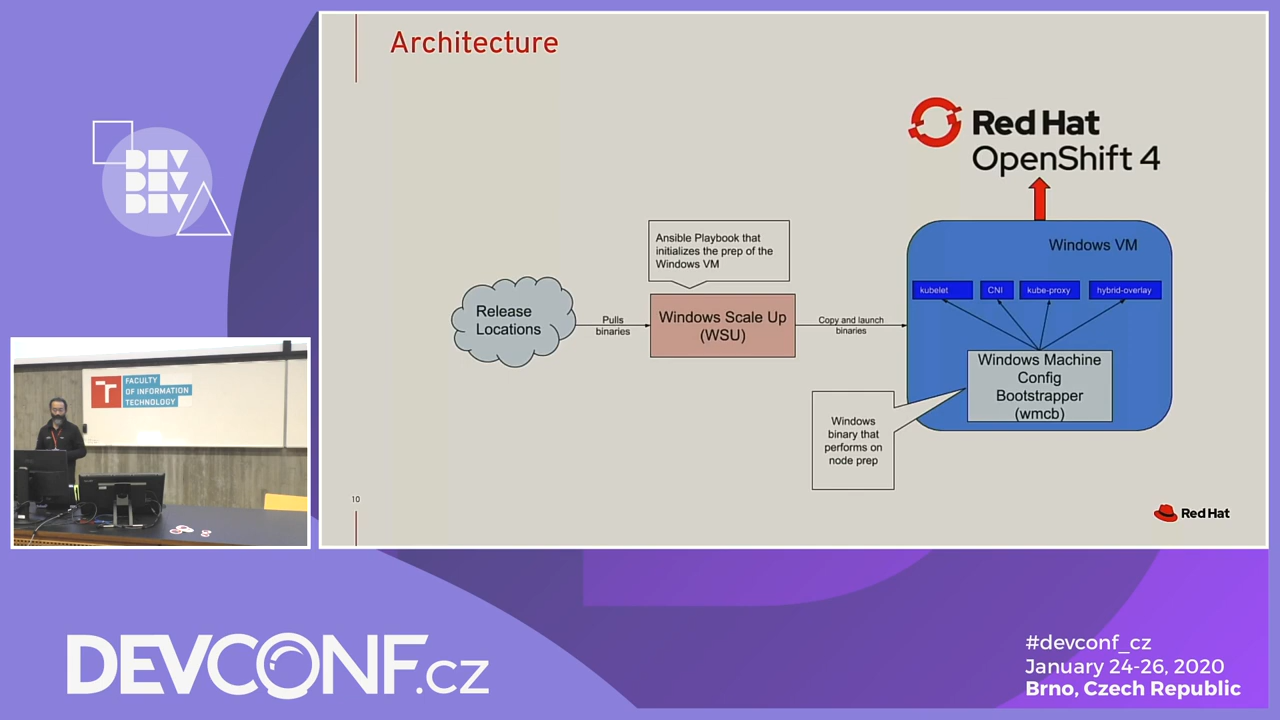 Architecture
Red Hat
OpenShift 4
Ansible Playbook that
initializes the prep of the
Windows VM
Windows VM
kubelet
CNI
kube-proxy
hybrid-overlay
Release
Locations
Pulls
binaries
Windows Scale Up
(WSU)
Copy and launch
binaries
Windows Machine
Config
Bootstrapper
(wmcb)
Windows
binary that
performs on
node prep
10
Red Hat
DEV
DEV
DEV
FACULTY
OF INFORMATION
TECHNOLOGY
DEVCONF.cz
#devconf_cz
January 24-26, 2020
Brno, Czech Republic